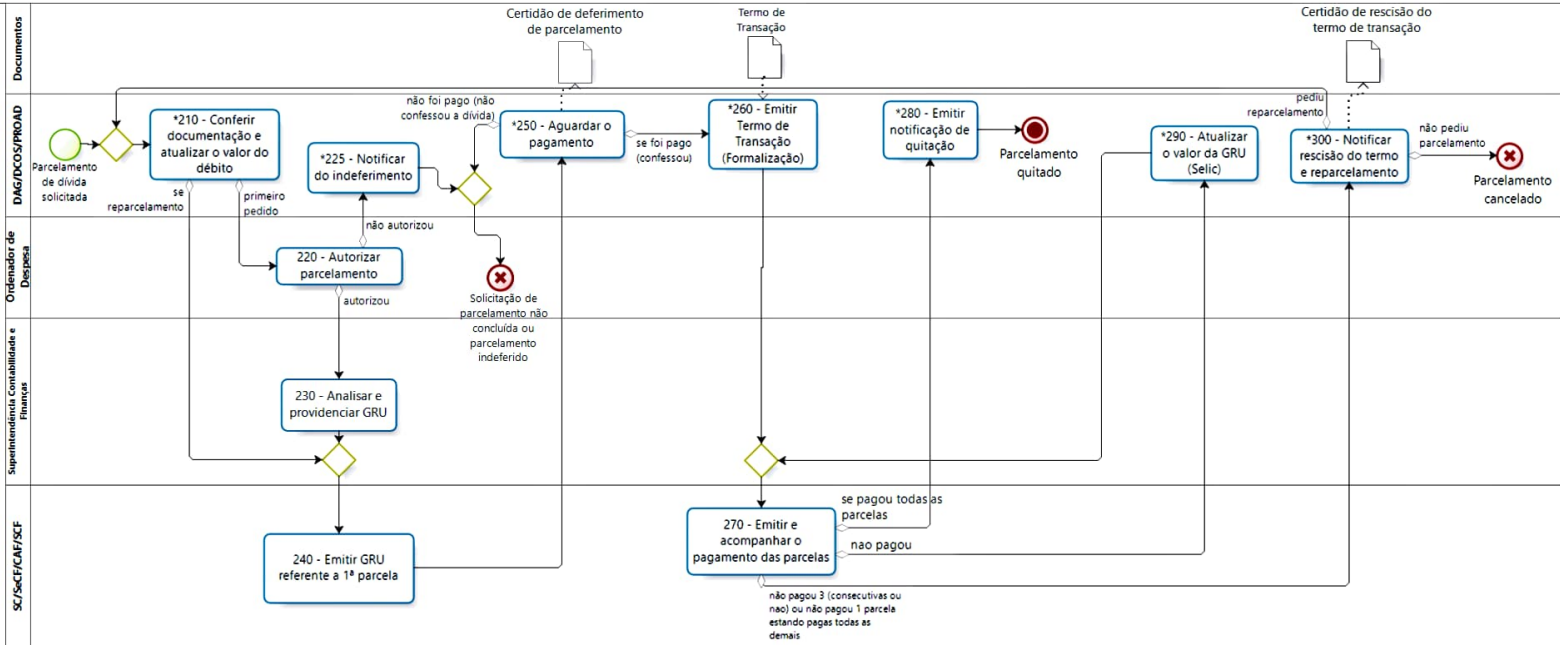 Documentos
Certidão de deferimento
de parcelamento
Termo de
Transação
Certidão de rescisão do
termo de transação
DAG/DCOS/PROAD
Parcelamento
de dívida
solicitada
*210 - Conferir
documentação e
atualizar o valor do
débito
se
reparcelamento
primeiro
pedido
*225 - Notificar
do indeferimento
não autorizou
não foi pago (não
confessou a dívida)
*250 - Aguardar o
pagamento
se foi pago
(confessou)
*260 - Emitir
Termo de
Transação
(Formalização)
*280 - Emitir
notificação de
quitação
Parcelamento
quitado
*290 - Atualizar
o valor da GRU
(Selic)
pediu
reparcelamento
*300 - Notificar
rescisão do termo
e reparcelamento
não pediu
parcelamento
Parcelamento
cancelado
Ordenador de
Despesa
220 - Autorizar
parcelamento
autorizou
Solicitação de
parcelamento não
concluída ou
parcelamento
indeferido
Superintendência Contabilidade e
Finanças
230 - Analisar e
providenciar GRU
SC/SeCF/CAF/SCF
240 - Emitir GRU
referente a 1ª parcela
270 - Emitir e
acompanhar o
pagamento das parcelas
se pagou todas as
parcelas
nao pagou
não pagou 3 (consecutivas ou
nao) ou não pagou 1 parcela
estando pagas todas as
demais